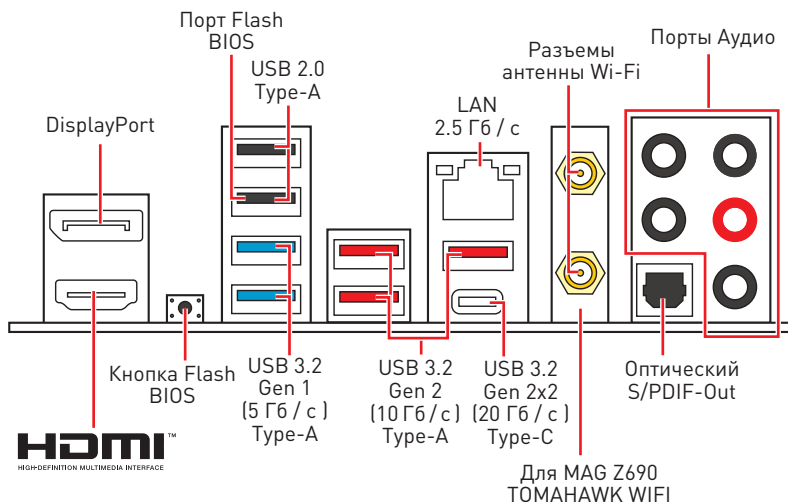 Порт Flash
BIOS
USB 2.0
Type-A
DisplayPort
LAN
2.5 Гб / с
Разъемы
антенны Wi-Fi
Порты Аудио
Кнопка Flash
BIOS
USB 3.2
Gen 1
(5 Гб / с )
Type-A
USB 3.2
Gen 2
(10 Гб / с)
Type-A
USB 3.2
Gen 2x2
(20 Гб / с )
Type-C
Оптический
S/PDIF-Out
HDMI™
HIGH-DEFINITION MULTIMEDIA INTERFACE
Для MAG Z690
TOMAHAWK WIFI